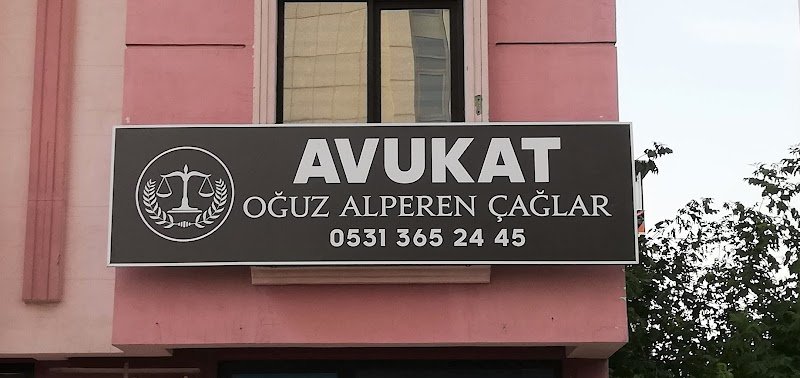 AVUKAT
OĞUZ ALPEREN ÇAĞLAR
0531 365 24 45